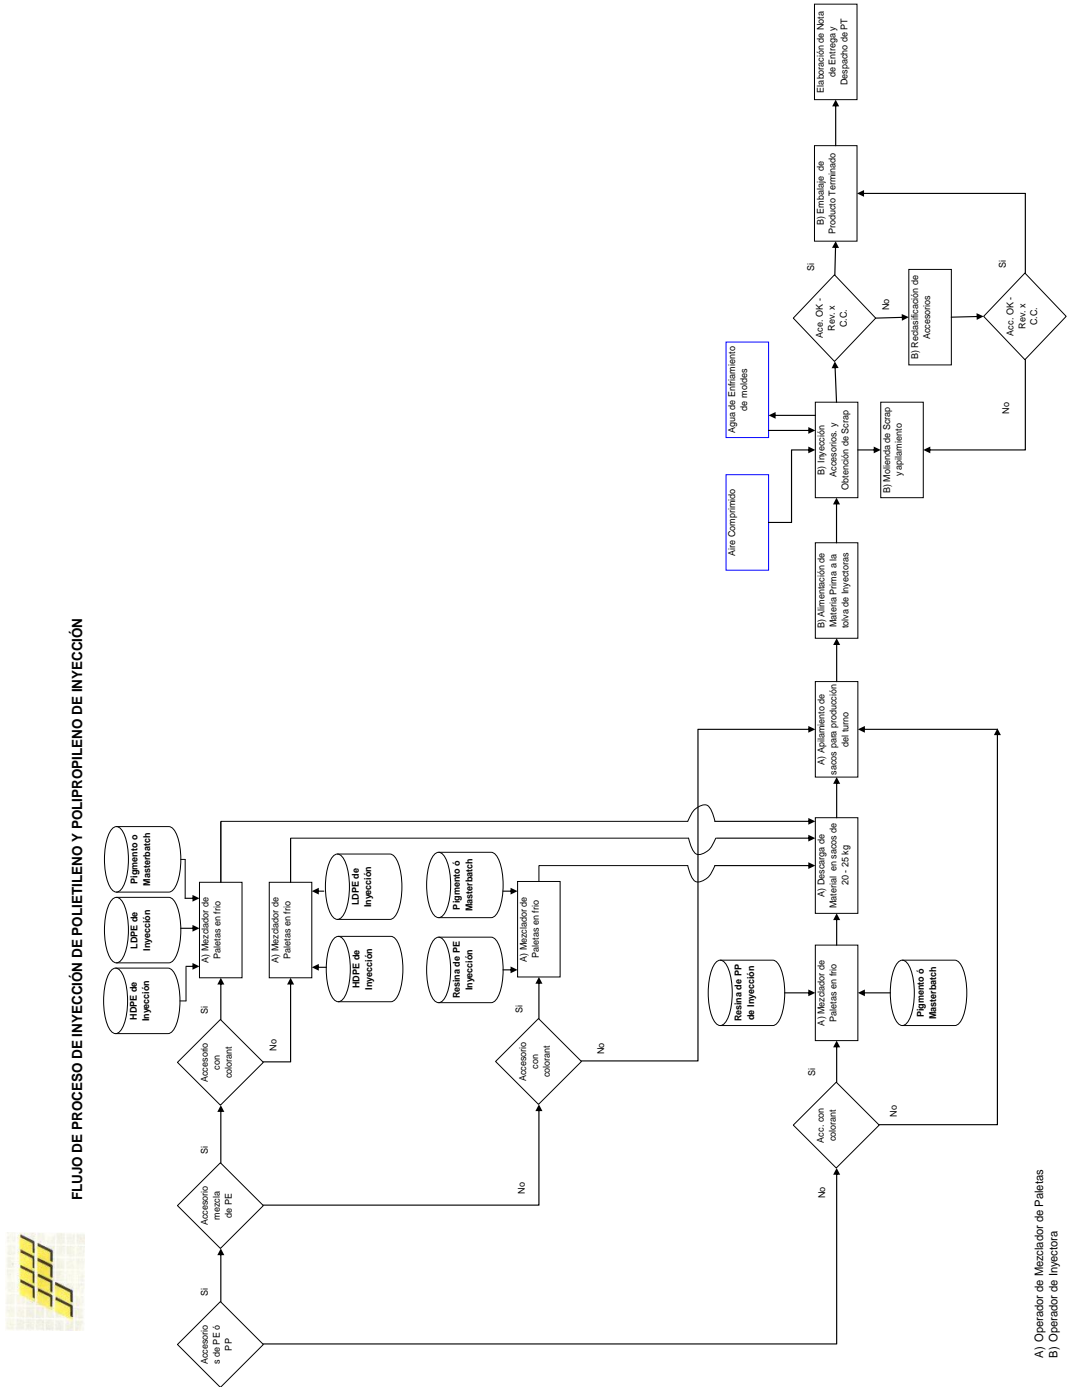 FLUJO DE PROCESO DE INYECCIÓN DE POLIETILENO Y POLIPROPILENO DE INYECCIÓN
Accesorio
s de PE ó
PP
Si
No
Accesorio
mezcla
de PE
Si
No
Accesorio
con
colorant
Si
No
HDPE de
Inyección
LDPE de
Inyección
Pigmento o
Masterbatch
A) Mezclador de
Paletas en frio
A) Mezclador de
Paletas en frio
HDPE de
Inyección
LDPE de
Inyección
Accesorio
con
colorant
Si
No
Resina de PE
Inyección
Pigmento ó
Masterbatch
A) Mezclador de
Paletas en frio
Acc. con
colorant
Si
No
Resina de PP
de Inyección
A) Mezclador de
Paletas en frio
Pigmento ó
Masterbatch
A) Descarga de
Material en sacos de
20 - 25 kg
A) Apilamiento de
sacos para producción
del turno
B) Alimentación de
Materia Prima a la
tolva de Inyectoras
Aire Comprimido
Agua de Enfriamiento
de moldes
B) Inyección
Accesorios. y
Obtención de Scrap
B) Molienda de Scrap
y apilamiento
Ace. OK -
Rev. x
C.C.
Si
No
B) Reclasificación de
Accesorios
Acc. OK -
Rev. x
C.C.
Si
No
B) Embalaje de
Producto Terminado
Elaboración de Nota
de Entrega y
Despacho de PT
A) Operador de Mezclador de Paletas
B) Operador de Inyectora